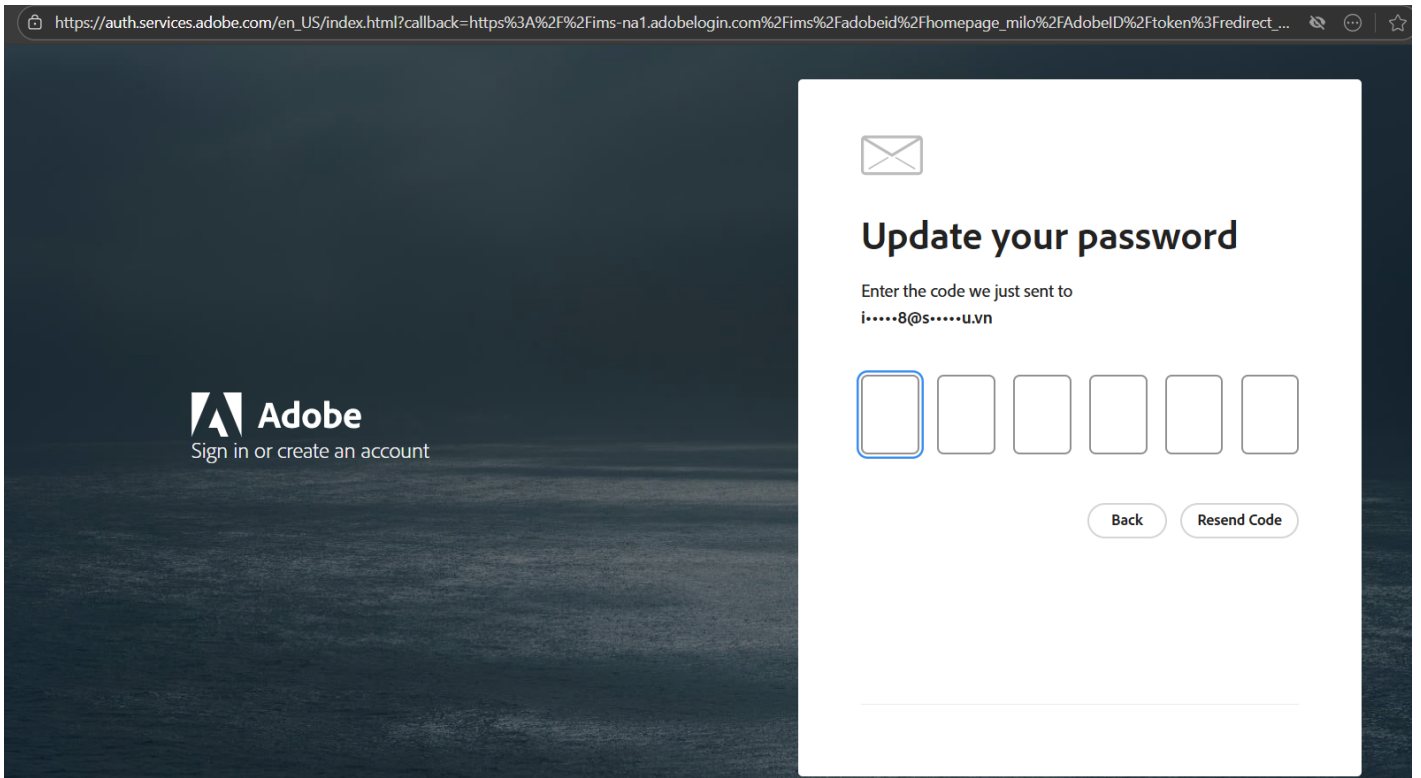 https://auth.services.adobe.com/en_US/index.html?callback=https%3A%2F%2Fims-na1.adobelogin.com%2Fims%2Fadobeid%2Fhomepage_milo%2FAdobeID%2Ftoken%3Fredirect_...
Adobe
Sign in or create an account
Update your password
Enter the code we just sent to
i•••••8@s•••••u.vn
Back
Resend Code